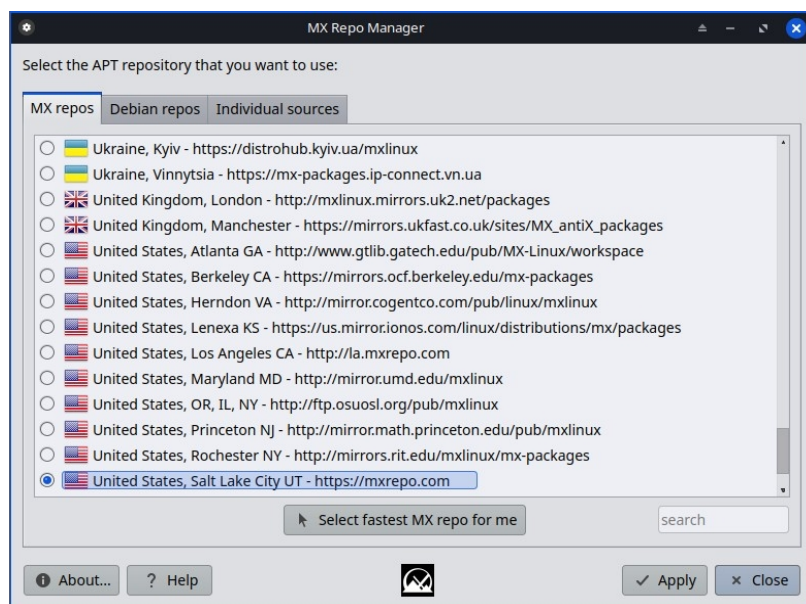 MX Repo Manager
Select the APT repository that you want to use:
MX repos Debian repos Individual sources
Ukraine, Kyiv - https://distrohub.kyiv.ua/mxlinux
Ukraine, Vinnytsia - https://mx-packages.ip-connect.vn.ua
United Kingdom, London - http://mxlinux.mirrors.uk2.net/packages
United Kingdom, Manchester - https://mirrors.ukfast.co.uk/sites/MX_antiX_packages
United States, Atlanta GA - http://www.gtlib.gatech.edu/pub/MX-Linux/workspace
United States, Berkeley CA - https://mirrors.ocf.berkeley.edu/mx-packages
United States, Herndon VA - http://mirror.cogentco.com/pub/linux/mxlinux
United States, Lenexa KS - https://us.mirror.ionos.com/linux/distributions/mx/packages
United States, Los Angeles CA - http://la.mxrepo.com
United States, Maryland MD - http://mirror.umd.edu/mxlinux
United States, OR, IL, NY - http://ftp.osuosl.org/pub/mxlinux
United States, Princeton NJ - http://mirror.math.princeton.edu/pub/mxlinux
United States, Rochester NY - http://mirrors.rit.edu/mxlinux/mx-packages
United States, Salt Lake City UT - https://mxrepo.com
Select fastest MX repo for me search
About... ? Help Apply Close